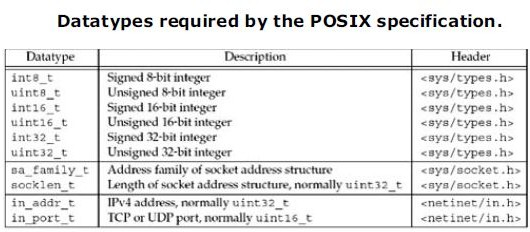 Datatypes required by the POSIX specification.
Datatype Description Header
int8_t Signed 8-bit integer <sys/types.h>
uint8_t Unsigned 8-bit integer <sys/types.h>
int16_t Signed 16-bit integer <sys/types.h>
uint16_t Unsigned 16-bit integer <sys/types.h>
int32_t Signed 32-bit integer <sys/types.h>
uint32_t Unsigned 32-bit integer <sys/types.h>
sa_family_t Address family of socket address structure <sys/socket.h>
socklen_t Length of socket address structure, normally uint32_t <sys/socket.h>
in_addr_t IPv4 address, normally uint32_t <netinet/in.h>
in_port_t TCP or UDP port, normally uint16_t <netinet/in.h>